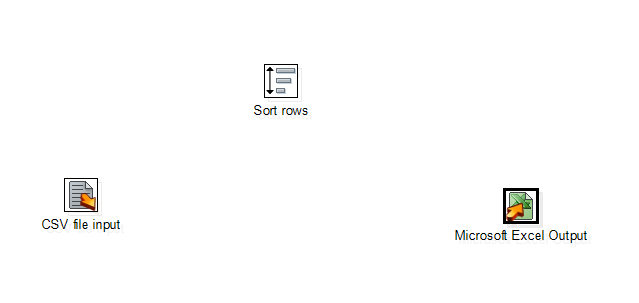 Sort rows
CSV file input
Microsoft Excel Output